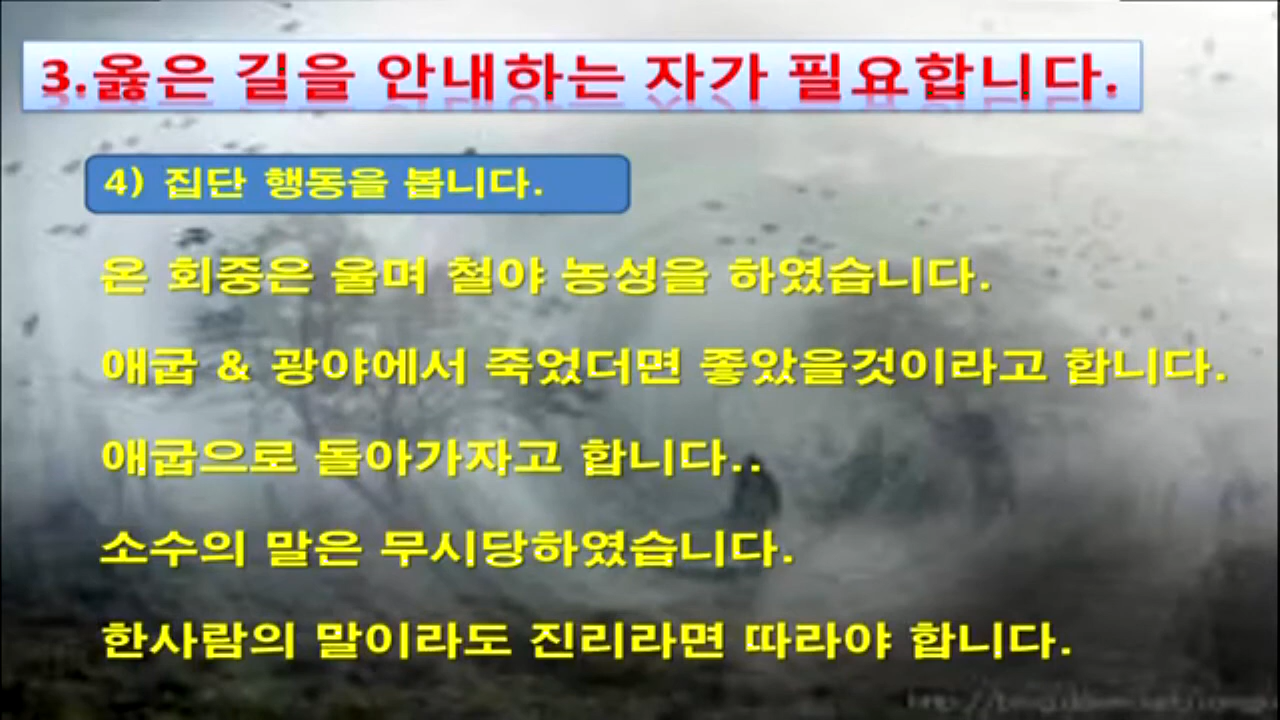 3.옳은 길을 안내하는 자가 필요합니다.
4) 집단 행동을 봅니다.
온 회중은 울며 철야 농성을 하였습니다.
애굽 & 광야에서 죽었더면 좋았을것이라고 합니다.
애굽으로 돌아가자고 합니다..
소수의 말은 무시당하였습니다.
한사람의 말이라도 진리라면 따라야 합니다.